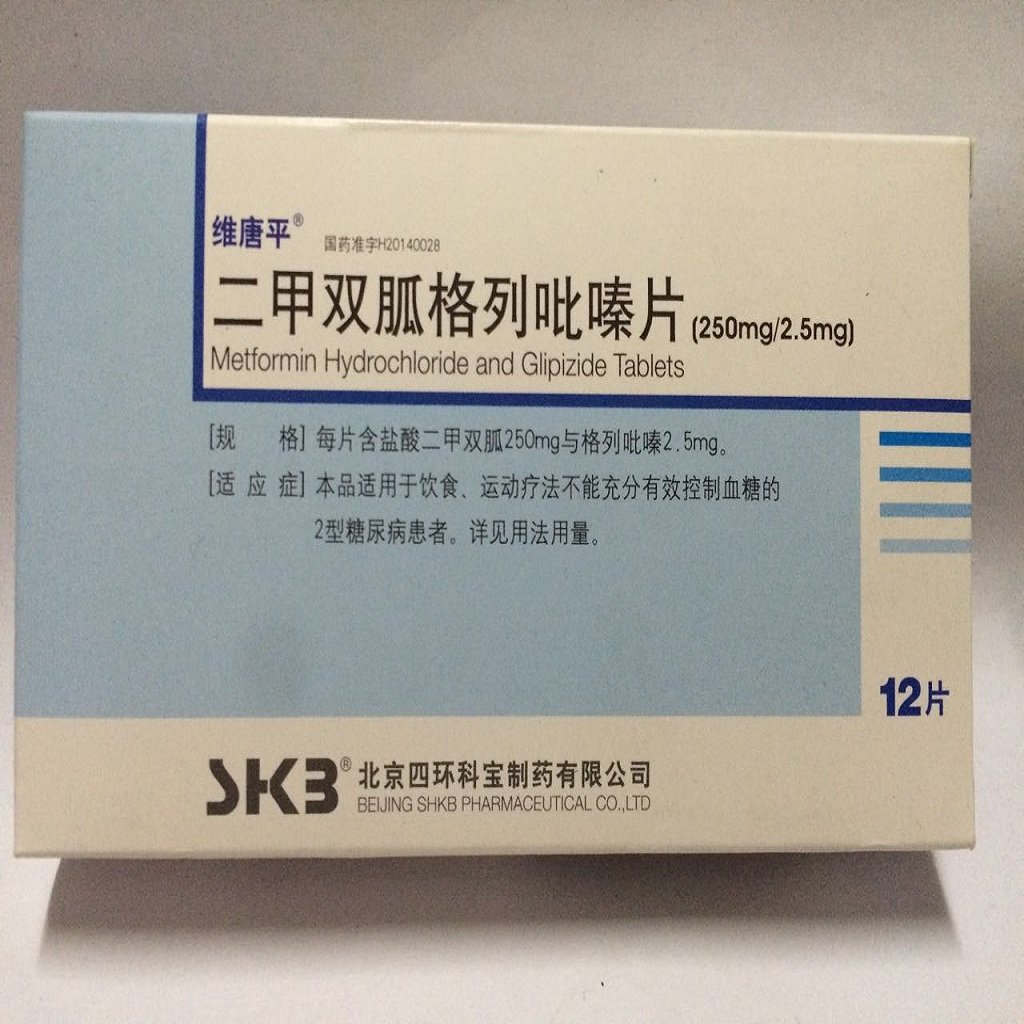 维唐平®
国药准字H20140028
二甲双胍格列吡嗪片(250mg/2.5mg)
Metformin Hydrochloride and Glipizide Tablets
[规 格] 每片含盐酸二甲双胍250mg与格列吡嗪2.5mg。
[适应症] 本品适用于饮食、运动疗法不能充分有效控制血糖的
2型糖尿病患者。详见用法用量。
12片
SKB® 北京四环科宝制药有限公司
BEIJING SHKB PHARMACEUTICAL CO.,LTD